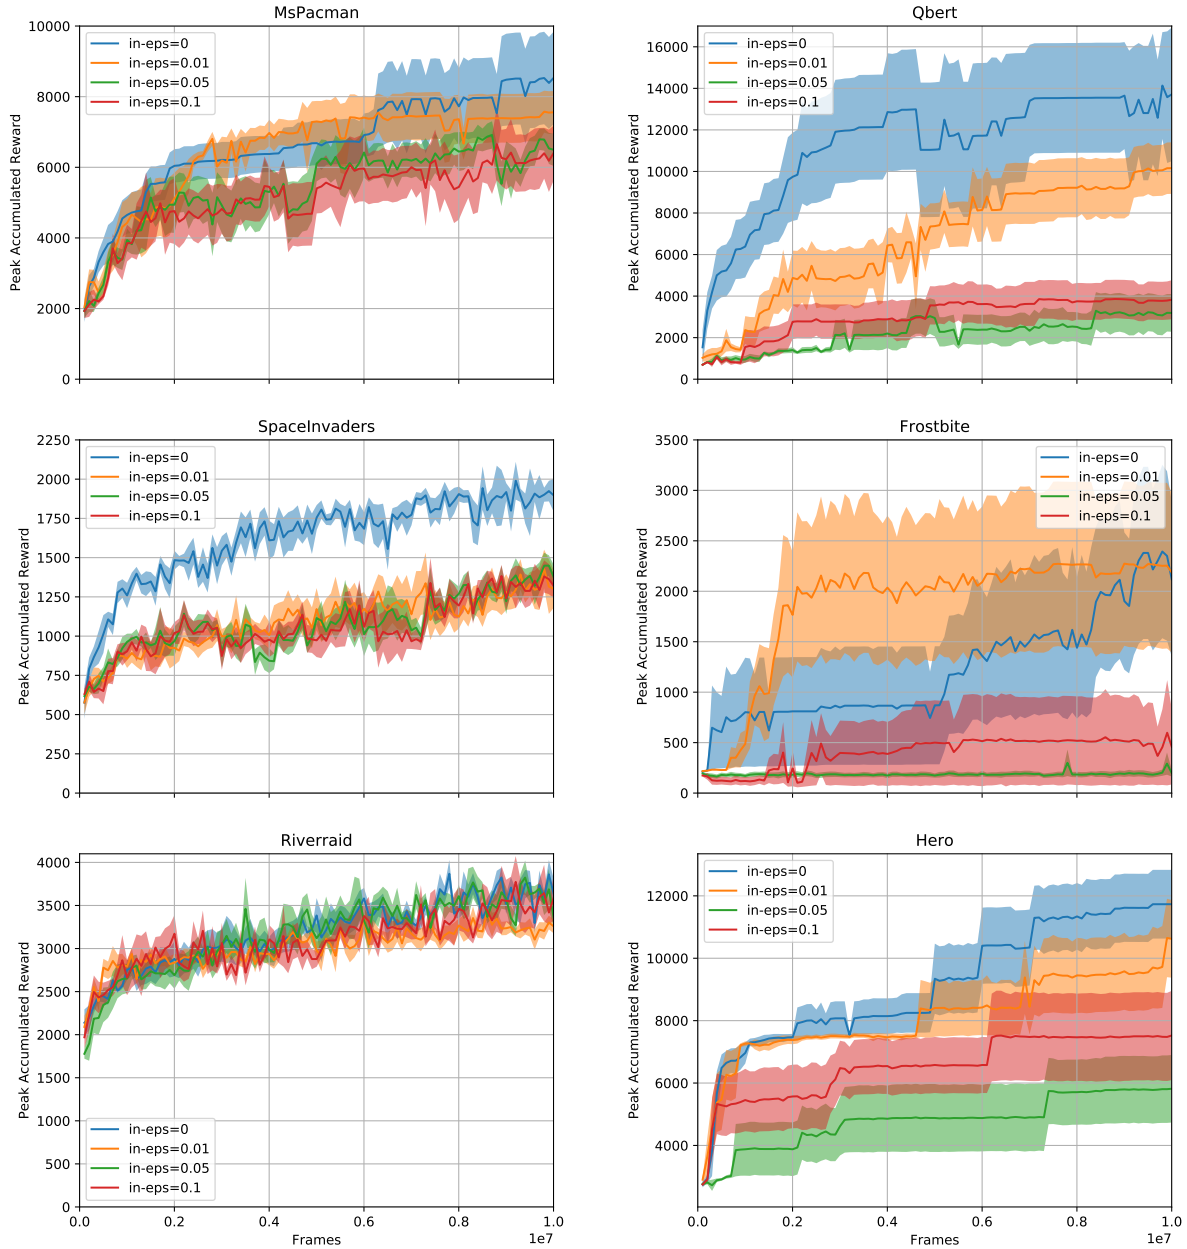 MsPacman
10000
8000
6000
4000
2000
0
Peak Accumulated Reward
in-eps=0
in-eps=0.01
in-eps=0.05
in-eps=0.1
Qbert
16000
14000
12000
10000
8000
6000
4000
2000
0
Peak Accumulated Reward
in-eps=0
in-eps=0.01
in-eps=0.05
in-eps=0.1
SpaceInvaders
2250
2000
1750
1500
1250
1000
750
500
250
0
Peak Accumulated Reward
in-eps=0
in-eps=0.01
in-eps=0.05
in-eps=0.1
Frostbite
3500
3000
2500
2000
1500
1000
500
0
Peak Accumulated Reward
in-eps=0
in-eps=0.01
in-eps=0.05
in-eps=0.1
Riverraid
4000
3500
3000
2500
2000
1500
1000
500
0
Peak Accumulated Reward
in-eps=0
in-eps=0.01
in-eps=0.05
in-eps=0.1
0.0 0.2 0.4 0.6 0.8 1.0
Frames
1e7
Hero
12000
10000
8000
6000
4000
Peak Accumulated Reward
in-eps=0
in-eps=0.01
in-eps=0.05
in-eps=0.1
0.0 0.2 0.4 0.6 0.8 1.0
Frames
1e7